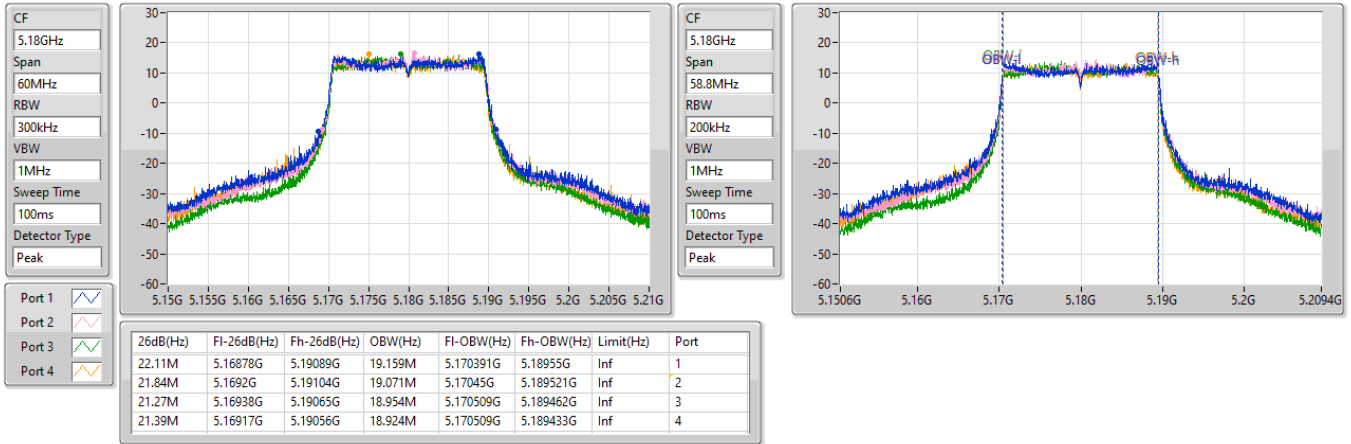 CF
5.18GHz
Span
60MHz
RBW
300kHz
VBW
1MHz
Sweep Time
100ms
Detector Type
Peak
30
20
10
0
-10
-20
-30
-40
-50
-60
5.15G 5.155G 5.16G 5.165G 5.17G 5.175G 5.18G 5.185G 5.19G 5.195G 5.2G 5.205G 5.21G
CF
5.18GHz
Span
58.8MHz
RBW
200kHz
VBW
1MHz
Sweep Time
100ms
Detector Type
Peak
30
20
10
0
-10
-20
-30
-40
-50
-60
OBW-l OBW-h
5.1506G 5.16G 5.17G 5.18G 5.19G 5.2G 5.2094G
Port 1
Port 2
Port 3
Port 4
26dB(Hz) Fl-26dB(Hz) Fh-26dB(Hz) OBW(Hz) Fl-OBW(Hz) Fh-OBW(Hz) Limit(Hz) Port
22.11M 5.16878G 5.19089G 19.159M 5.170391G 5.18955G Inf 1
21.84M 5.1692G 5.19104G 19.071M 5.17045G 5.189521G Inf 2
21.27M 5.16938G 5.19065G 18.954M 5.170509G 5.189462G Inf 3
21.39M 5.16917G 5.19056G 18.924M 5.170509G 5.189433G Inf 4